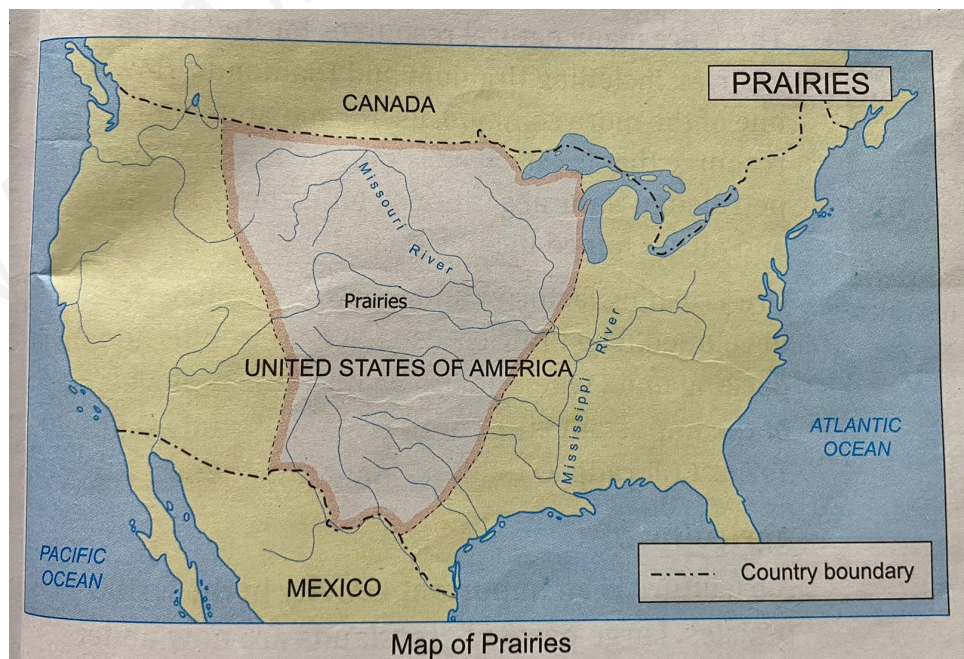 PRAIRIES
CANADA
Missouri River
Prairies
UNITED STATES OF AMERICA
Mississippi River
ATLANTIC
OCEAN
PACIFIC
OCEAN
MEXICO
Country boundary
Map of Prairies